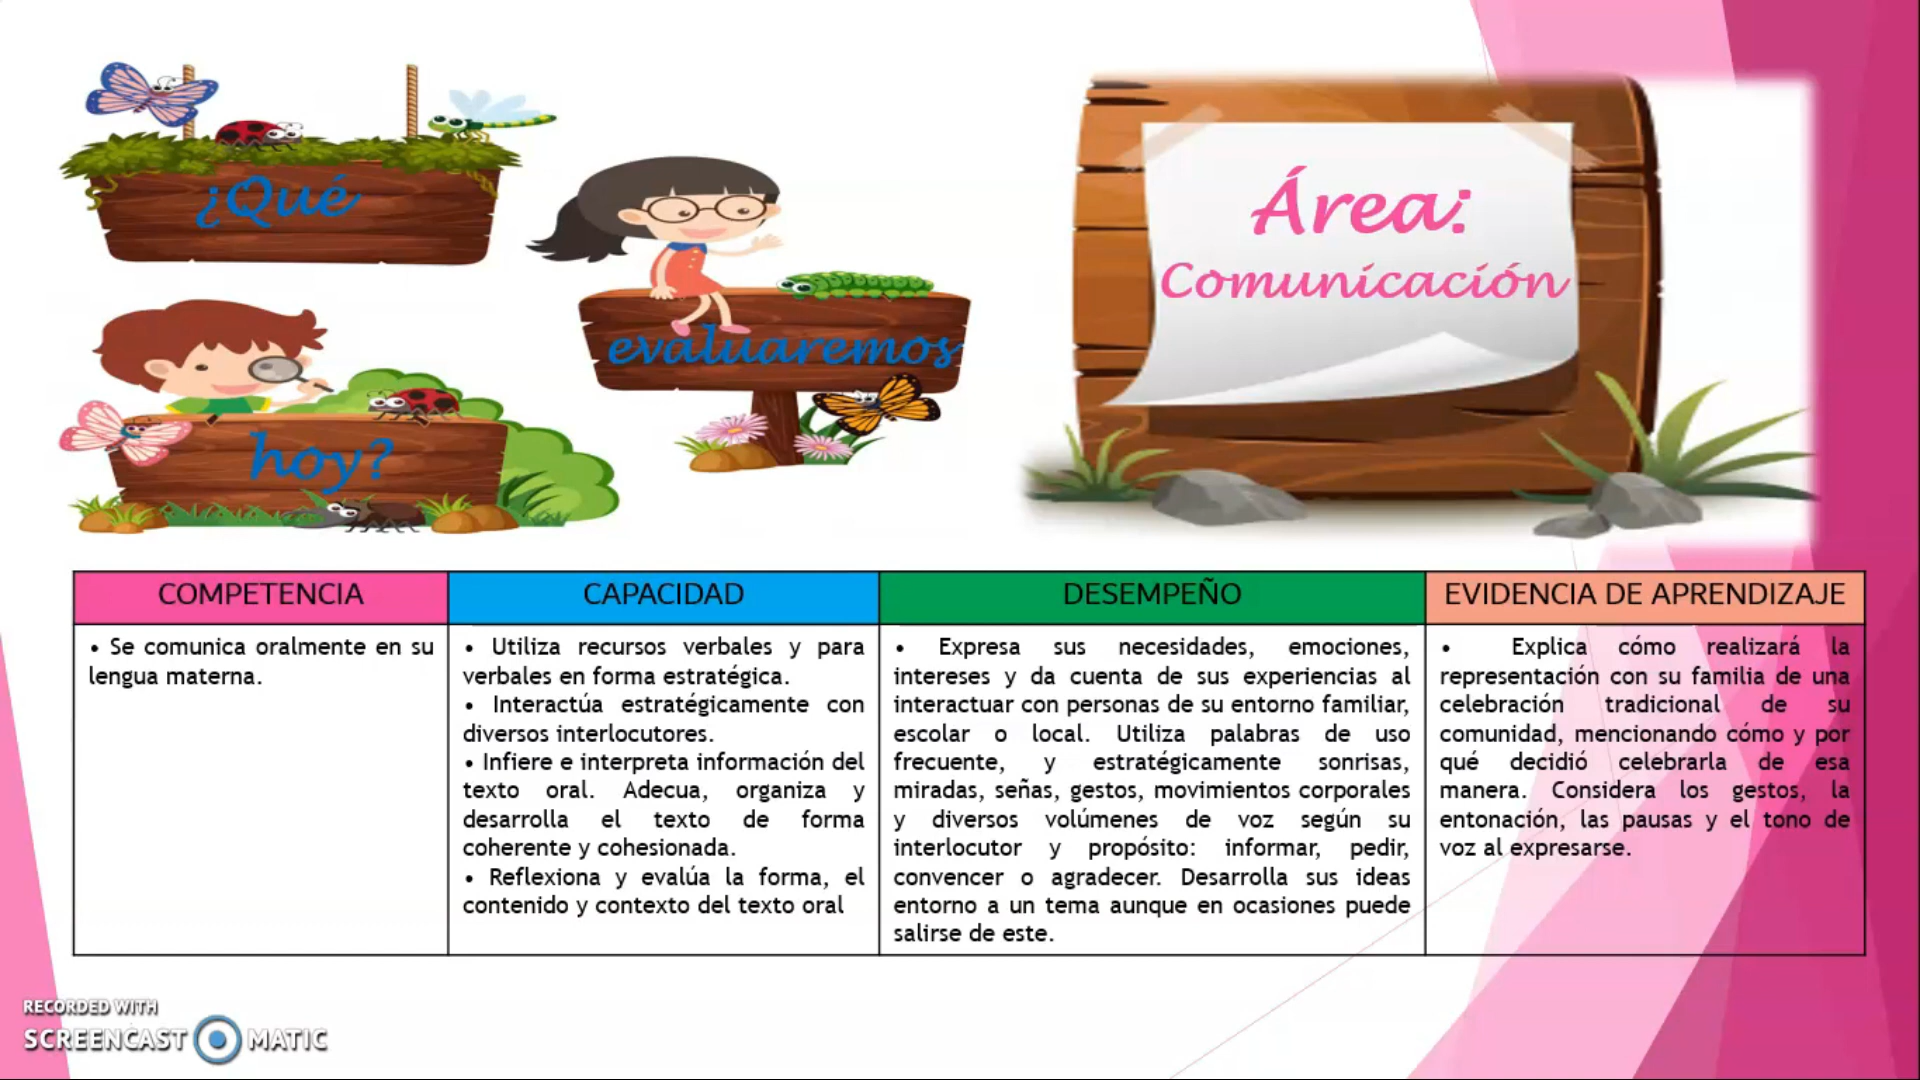 ¿Qué
evaluaremos
hoy?
Área:
Comunicación
COMPETENCIA
• Se comunica oralmente en su
lengua materna.
CAPACIDAD
• Utiliza recursos verbales y para
verbales en forma estratégica.
• Interactúa estratégicamente con
diversos interlocutores.
• Infiere e interpreta información del
texto oral. Adecua, organiza y
desarrolla el texto de forma
coherente y cohesionada.
• Reflexiona y evalúa la forma, el
contenido y contexto del texto oral
DESEMPEÑO
• Expresa sus necesidades, emociones,
intereses y da cuenta de sus experiencias al
interactuar con personas de su entorno familiar,
escolar o local. Utiliza palabras de uso
frecuente, y estratégicamente sonrisas,
miradas, señas, gestos, movimientos corporales
y diversos volúmenes de voz según su
interlocutor y propósito: informar, pedir,
convencer o agradecer. Desarrolla sus ideas
entorno a un tema aunque en ocasiones puede
salirse de este.
EVIDENCIA DE APRENDIZAJE
• Explica cómo realizará la
representación con su familia de una
celebración tradicional de su
comunidad, mencionando cómo y por
qué decidió celebrarla de esa
manera. Considera los gestos, la
entonación, las pausas y el tono de
voz al expresarse.
RECORDED WITH
SCREENCAST MATIC